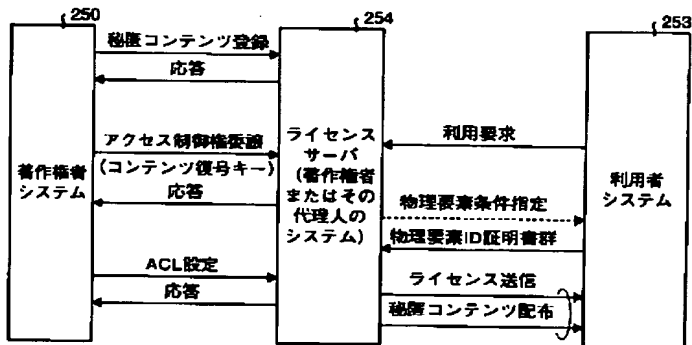 250
254
253
秘匿コンテンツ登録
応答
アクセス制御権委譲
(コンテンツ復号キー)
応答
ACL設定
応答
著作権者
システム
ライセンス
サーバ
(著作権者
またはその
代理人の
システム)
利用要求
物理要素条件指定
物理要素ID証明書群
ライセンス送信
秘匿コンテンツ配布
利用者
システム